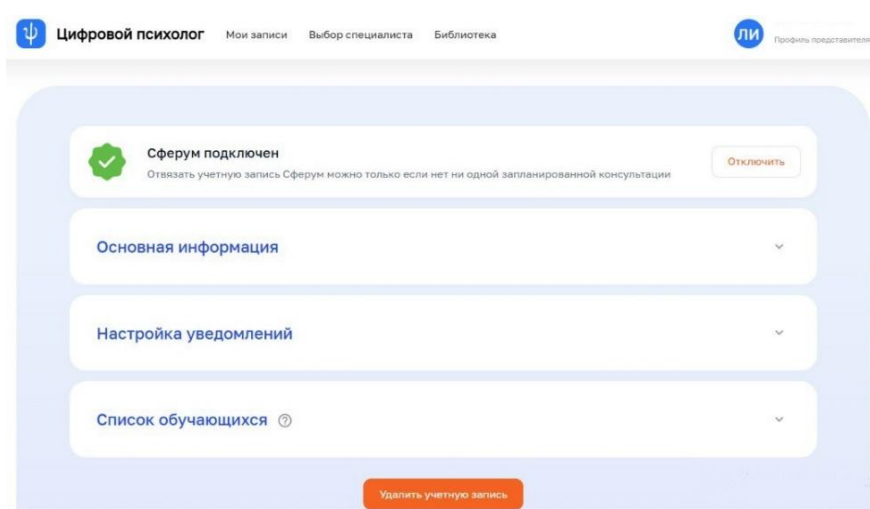 Ψ Цифровой психолог Мои записи Выбор специалиста Библиотека ЛИ Профиль представителя
Сферум подключен
Отвязать учетную запись Сферум можно только если нет ни одной запланированной консультации
Отключить
Основная информация
Настройка уведомлений
Список обучающихся ?
Удалить учетную запись